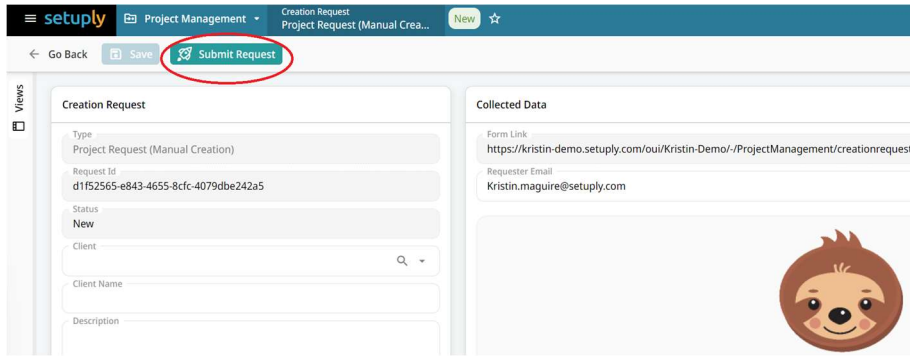 setuply
Project Management
Creation Request
Project Request (Manual Crea...
New
Go Back
Save
Submit Request
Views
Creation Request
Type
Project Request (Manual Creation)
Request Id
d1f52565-e843-4655-8cfc-4079dbe242a5
Status
New
Client
Client Name
Description
Collected Data
Form Link
https://kristin-demo.setuply.com/oui/Kristin-Demo/-/ProjectManagement/creationrequest
Requester Email
Kristin.maguire@setuply.com